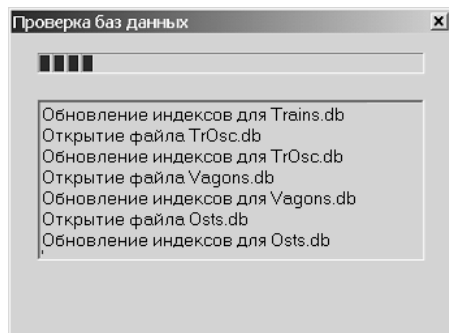 Проверка баз данных
Обновление индексов для Trains.db
Открытие файла TrOsc.db
Обновление индексов для TrOsc.db
Открытие файла Vagons.db
Обновление индексов для Vagons.db
Открытие файла Osts.db
Обновление индексов для Osts.db